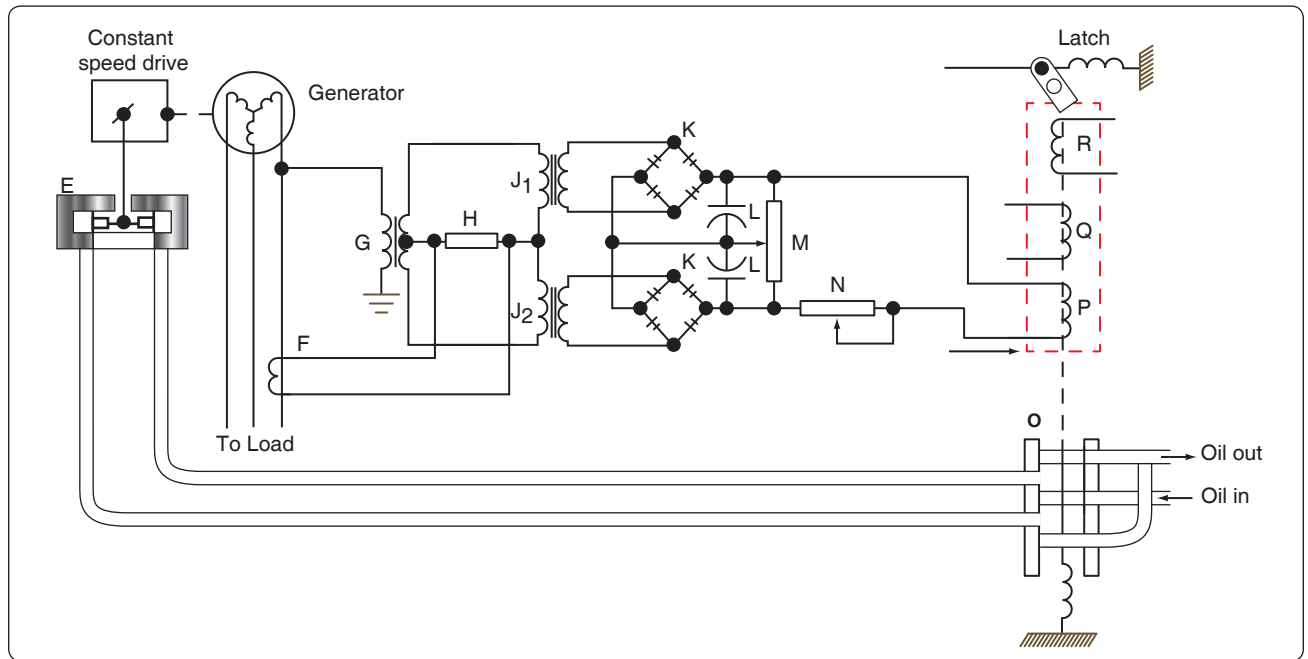 Constant
speed drive
Generator
Latch
E
K
R
J1
H
L
G
Q
M
L
K
N
J2
P
F
To Load
O
Oil out
Oil in